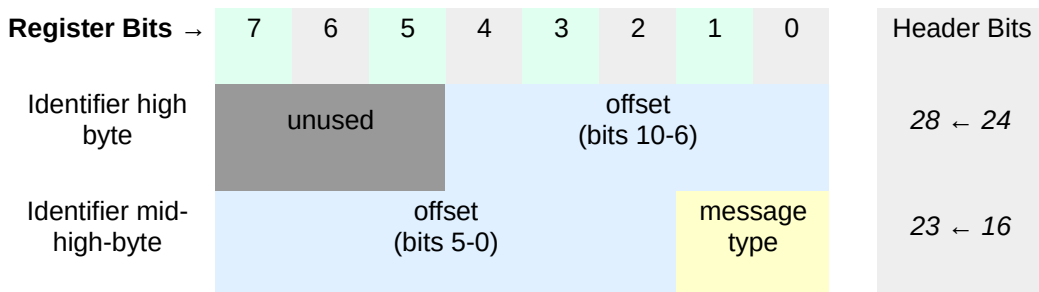 Register Bits → 7 6 5 4 3 2 1 0 Header Bits
Identifier high
byte
unused
offset
(bits 10-6)
28 ← 24
Identifier mid-
high-byte
offset
(bits 5-0)
message
type
23 ← 16